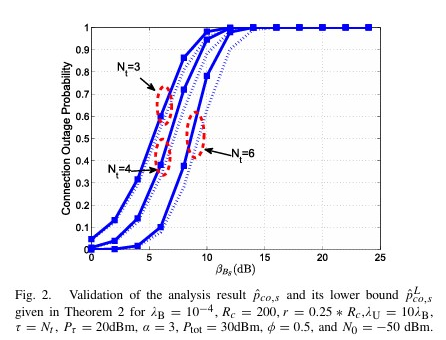 1
0.9
0.8
0.7
0.6
0.5
0.4
0.3
0.2
0.1
0
Connection Outage Probability
N_t=3
N_t=4
N_t=6
0 5 10 15 20 25
β_{B_s}(dB)
Fig. 2. Validation of the analysis result p̂_{co,s} and its lower bound p̂^L_{co,s}
given in Theorem 2 for λ_B = 10^{−4}, R_c = 200, r = 0.25 * R_c, λ_U = 10λ_B,
τ = N_t, P_τ = 20dBm, α = 3, P_tot = 30dBm, ϕ = 0.5, and N_0 = −50 dBm.